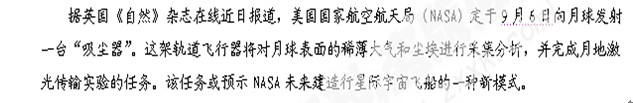 据英国《自然》杂志在线近日报道，美国国家航空航天局（NASA）定于9月6日向月球发射
一台“吸尘器”。这架轨道飞行器将对月球表面的稀薄大气和尘埃进行采集分析，并完成月地激
光传输实验的任务。该任务或预示NASA未来建造行星际宇宙飞船的一种新模式。